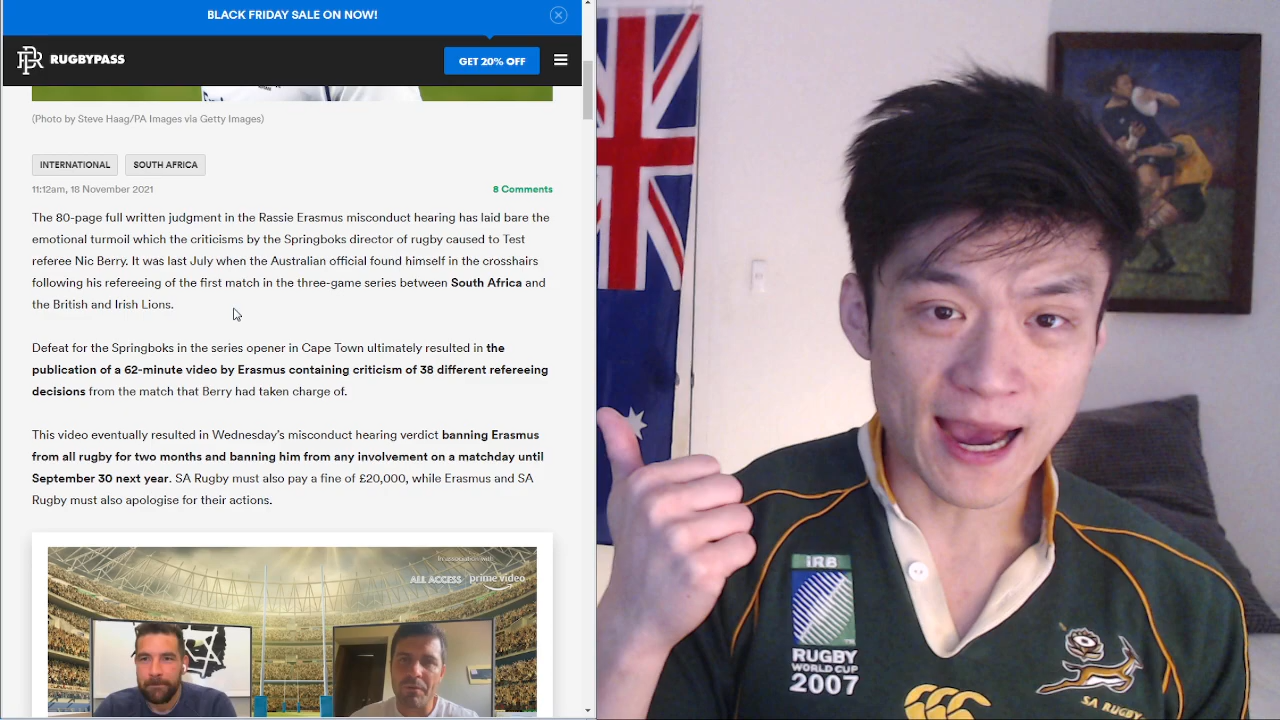 BLACK FRIDAY SALE ON NOW!
RUGBYPASS
GET 20% OFF
(Photo by Steve Haag/PA Images via Getty Images)
INTERNATIONAL
SOUTH AFRICA
11:12am, 18 November 2021
8 Comments
The 80-page full written judgment in the Rassie Erasmus misconduct hearing has laid bare the
emotional turmoil which the criticisms by the Springboks director of rugby caused to Test
referee Nic Berry. It was last July when the Australian official found himself in the crosshairs
following his refereeing of the first match in the three-game series between South Africa and
the British and Irish Lions.
Defeat for the Springboks in the series opener in Cape Town ultimately resulted in the
publication of a 62-minute video by Erasmus containing criticism of 38 different refereeing
decisions from the match that Berry had taken charge of.
This video eventually resulted in Wednesday's misconduct hearing verdict banning Erasmus
from all rugby for two months and banning him from any involvement on a matchday until
September 30 next year. SA Rugby must also pay a fine of £20,000, while Erasmus and SA
Rugby must also apologise for their actions.
In association with
ALL ACCESS prime video
IRB
RUGBY
WORLD CUP
2007
SA RUGBY